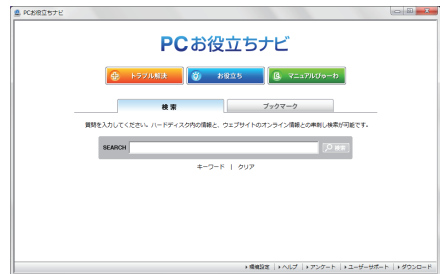 PCお役立ちナビ
PCお役立ちナビ
トラブル解決 お役立ち マニュアルびゅーわ
検索 ブックマーク
質問を入力してください。ハードディスク内の情報と、ウェブサイトのオンライン情報との串刺し検索が可能です。
SEARCH 検索
キーワード | クリア
環境設定 | ヘルプ | アンケート | ユーザーサポート | ダウンロード